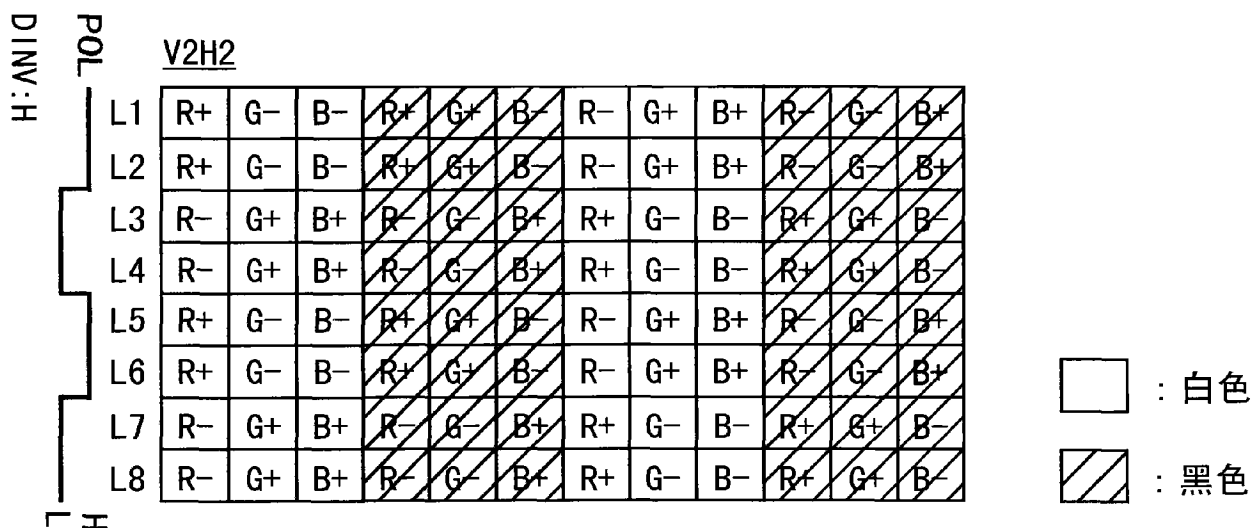 DINV:H
POL
V2H2
L1 R+ G- B- R+ G+ B- R- G+ B+ R- G- B+
L2 R+ G- B- R+ G+ B- R- G+ B+ R- G- B+
L3 R- G+ B+ R- G- B+ R+ G- B- R+ G+ B-
L4 R- G+ B+ R- G- B+ R+ G- B- R+ G+ B-
L5 R+ G- B- R+ G+ B- R- G+ B+ R- G- B+
L6 R+ G- B- R+ G+ B- R- G+ B+ R- G- B+
L7 R- G+ B+ R- G- B+ R+ G- B- R+ G+ B-
L8 R- G+ B+ R- G- B+ R+ G- B- R+ G+ B-
L H
:白色
:黑色